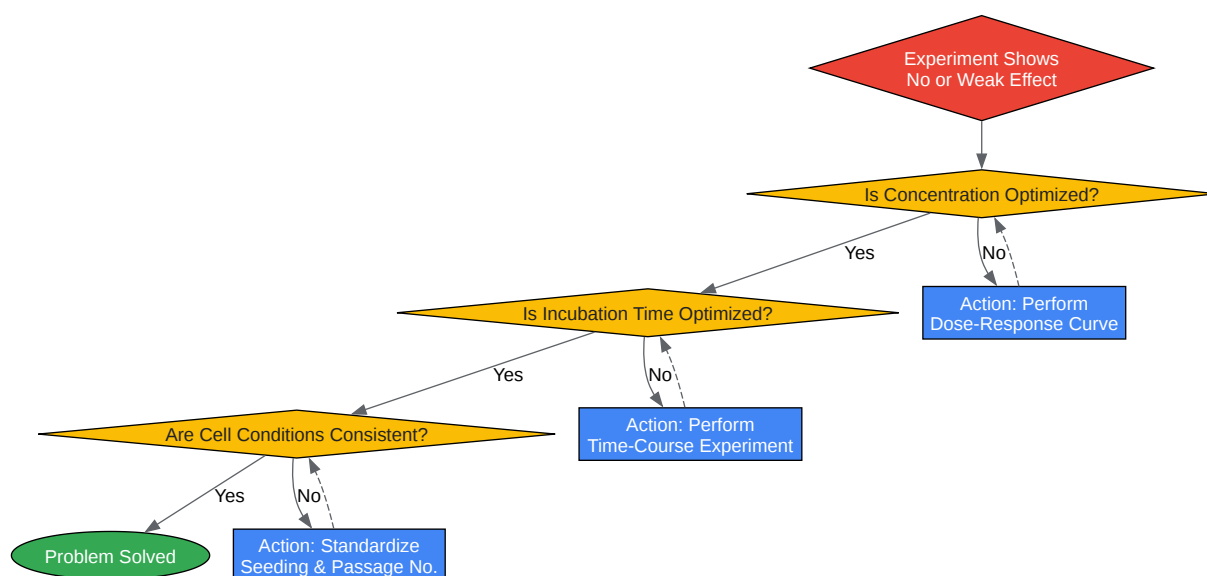 Experiment Shows
No or Weak Effect
Is Concentration Optimized?
Yes
No
Action: Perform
Dose-Response Curve
Is Incubation Time Optimized?
Yes
No
Action: Perform
Time-Course Experiment
Are Cell Conditions Consistent?
Yes
No
Problem Solved
Action: Standardize
Seeding & Passage No.